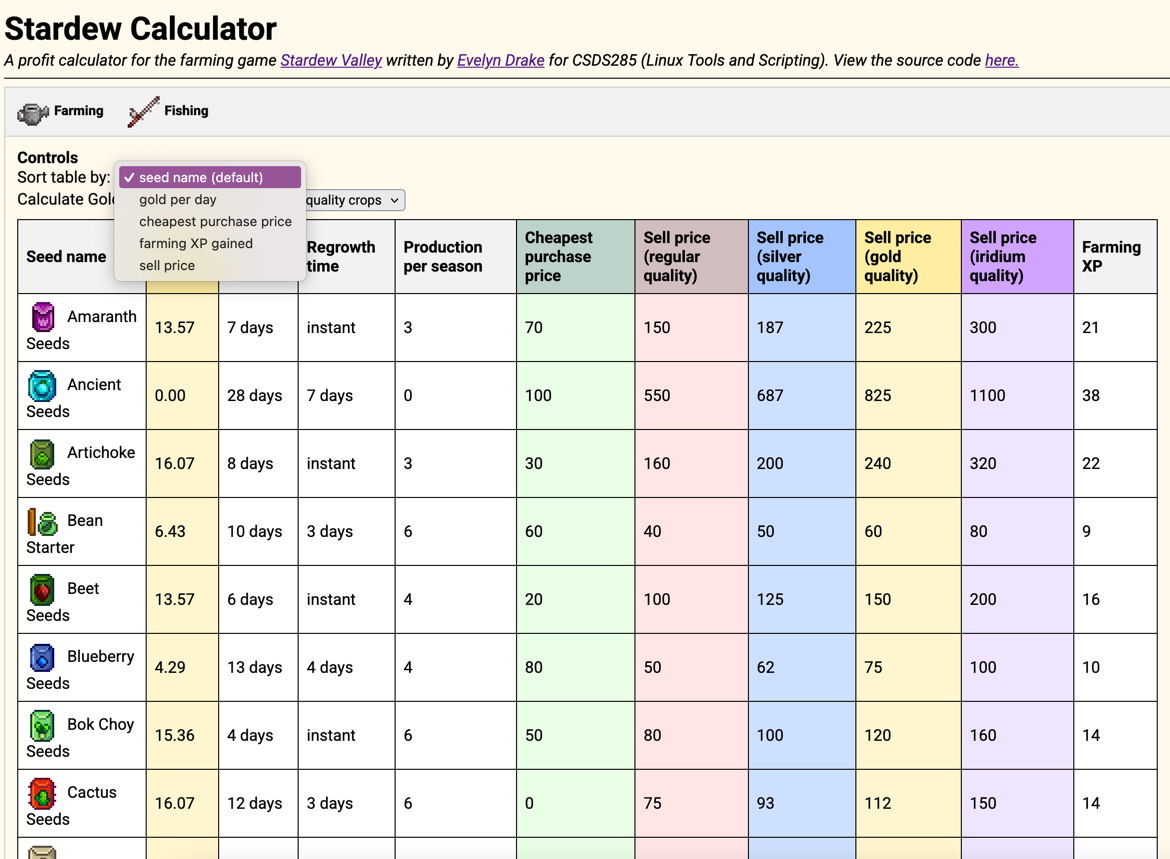 Stardew Calculator
A profit calculator for the farming game Stardew Valley written by Evelyn Drake for CSDS285 (Linux Tools and Scripting). View the source code here.
Farming Fishing
Controls
Sort table by:
✓ seed name (default)
gold per day
cheapest purchase price
farming XP gained
sell price
Calculate Gol quality crops
Seed name Regrowth time Production per season Cheapest purchase price Sell price (regular quality) Sell price (silver quality) Sell price (gold quality) Sell price (iridium quality) Farming XP
Amaranth Seeds 13.57 7 days instant 3 70 150 187 225 300 21
Ancient Seeds 0.00 28 days 7 days 0 100 550 687 825 1100 38
Artichoke Seeds 16.07 8 days instant 3 30 160 200 240 320 22
Bean Starter 6.43 10 days 3 days 6 60 40 50 60 80 9
Beet Seeds 13.57 6 days instant 4 20 100 125 150 200 16
Blueberry Seeds 4.29 13 days 4 days 4 80 50 62 75 100 10
Bok Choy Seeds 15.36 4 days instant 6 50 80 100 120 160 14
Cactus Seeds 16.07 12 days 3 days 6 0 75 93 112 150 14